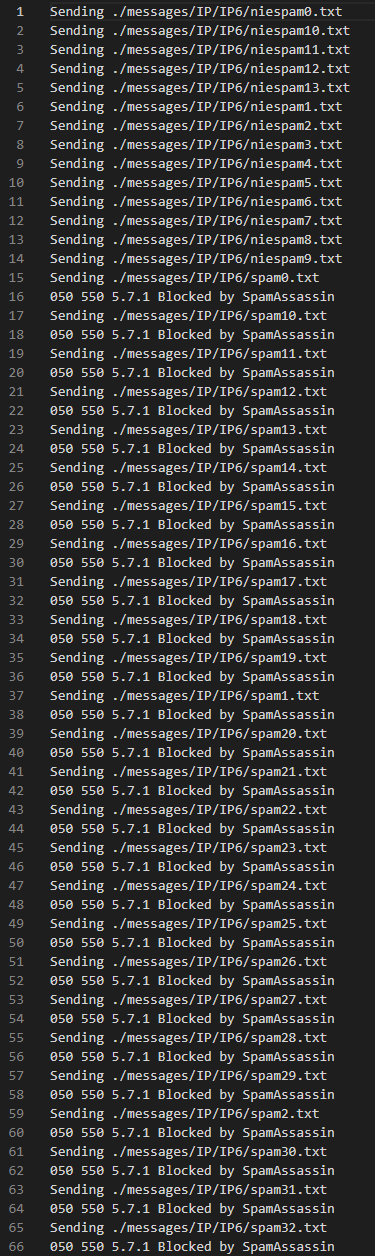 1 Sending ./messages/IP/IP6/niespam0.txt
2 Sending ./messages/IP/IP6/niespam10.txt
3 Sending ./messages/IP/IP6/niespam11.txt
4 Sending ./messages/IP/IP6/niespam12.txt
5 Sending ./messages/IP/IP6/niespam13.txt
6 Sending ./messages/IP/IP6/niespam1.txt
7 Sending ./messages/IP/IP6/niespam2.txt
8 Sending ./messages/IP/IP6/niespam3.txt
9 Sending ./messages/IP/IP6/niespam4.txt
10 Sending ./messages/IP/IP6/niespam5.txt
11 Sending ./messages/IP/IP6/niespam6.txt
12 Sending ./messages/IP/IP6/niespam7.txt
13 Sending ./messages/IP/IP6/niespam8.txt
14 Sending ./messages/IP/IP6/niespam9.txt
15 Sending ./messages/IP/IP6/spam0.txt
16 050 550 5.7.1 Blocked by SpamAssassin
17 Sending ./messages/IP/IP6/spam10.txt
18 050 550 5.7.1 Blocked by SpamAssassin
19 Sending ./messages/IP/IP6/spam11.txt
20 050 550 5.7.1 Blocked by SpamAssassin
21 Sending ./messages/IP/IP6/spam12.txt
22 050 550 5.7.1 Blocked by SpamAssassin
23 Sending ./messages/IP/IP6/spam13.txt
24 050 550 5.7.1 Blocked by SpamAssassin
25 Sending ./messages/IP/IP6/spam14.txt
26 050 550 5.7.1 Blocked by SpamAssassin
27 Sending ./messages/IP/IP6/spam15.txt
28 050 550 5.7.1 Blocked by SpamAssassin
29 Sending ./messages/IP/IP6/spam16.txt
30 050 550 5.7.1 Blocked by SpamAssassin
31 Sending ./messages/IP/IP6/spam17.txt
32 050 550 5.7.1 Blocked by SpamAssassin
33 Sending ./messages/IP/IP6/spam18.txt
34 050 550 5.7.1 Blocked by SpamAssassin
35 Sending ./messages/IP/IP6/spam19.txt
36 050 550 5.7.1 Blocked by SpamAssassin
37 Sending ./messages/IP/IP6/spam1.txt
38 050 550 5.7.1 Blocked by SpamAssassin
39 Sending ./messages/IP/IP6/spam20.txt
40 050 550 5.7.1 Blocked by SpamAssassin
41 Sending ./messages/IP/IP6/spam21.txt
42 050 550 5.7.1 Blocked by SpamAssassin
43 Sending ./messages/IP/IP6/spam22.txt
44 050 550 5.7.1 Blocked by SpamAssassin
45 Sending ./messages/IP/IP6/spam23.txt
46 050 550 5.7.1 Blocked by SpamAssassin
47 Sending ./messages/IP/IP6/spam24.txt
48 050 550 5.7.1 Blocked by SpamAssassin
49 Sending ./messages/IP/IP6/spam25.txt
50 050 550 5.7.1 Blocked by SpamAssassin
51 Sending ./messages/IP/IP6/spam26.txt
52 050 550 5.7.1 Blocked by SpamAssassin
53 Sending ./messages/IP/IP6/spam27.txt
54 050 550 5.7.1 Blocked by SpamAssassin
55 Sending ./messages/IP/IP6/spam28.txt
56 050 550 5.7.1 Blocked by SpamAssassin
57 Sending ./messages/IP/IP6/spam29.txt
58 050 550 5.7.1 Blocked by SpamAssassin
59 Sending ./messages/IP/IP6/spam2.txt
60 050 550 5.7.1 Blocked by SpamAssassin
61 Sending ./messages/IP/IP6/spam30.txt
62 050 550 5.7.1 Blocked by SpamAssassin
63 Sending ./messages/IP/IP6/spam31.txt
64 050 550 5.7.1 Blocked by SpamAssassin
65 Sending ./messages/IP/IP6/spam32.txt
66 050 550 5.7.1 Blocked by SpamAssassin